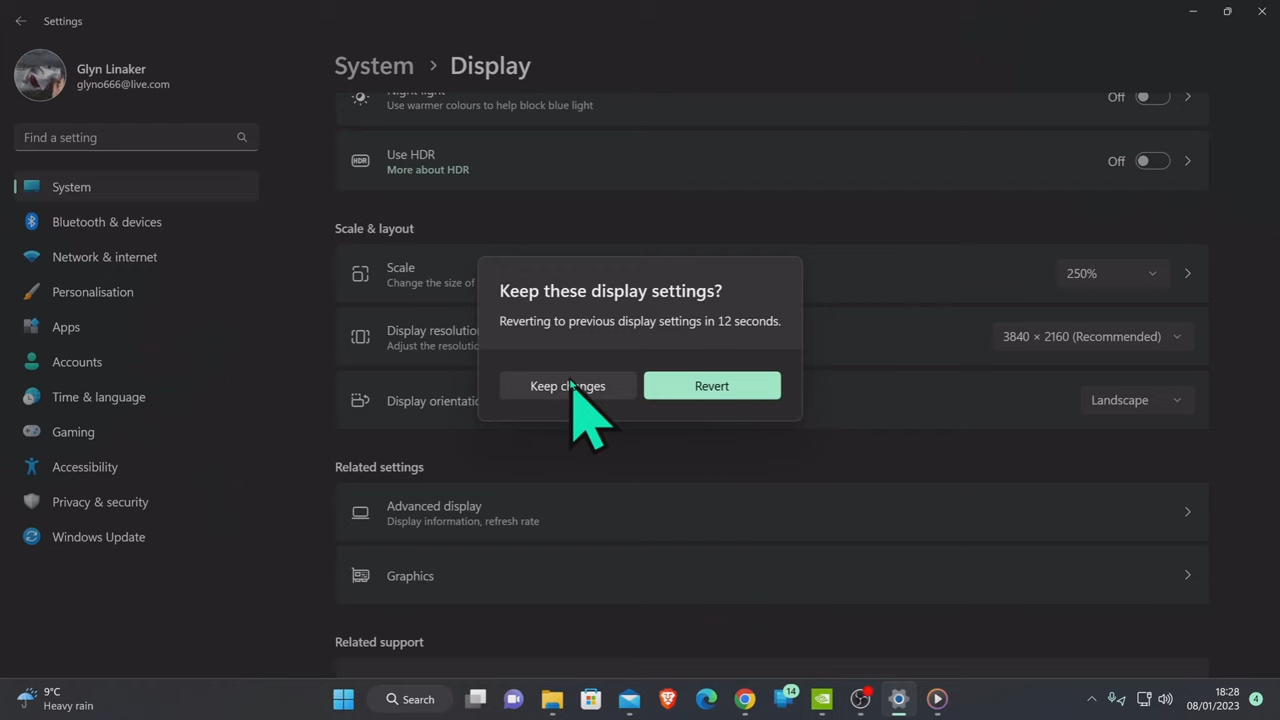 Settings
Glyn Linaker
glyno666@live.com
Find a setting
System
Bluetooth & devices
Network & internet
Personalisation
Apps
Accounts
Time & language
Gaming
Accessibility
Privacy & security
Windows Update
System > Display
Night light
Use warmer colours to help block blue light
Off
HDR
Use HDR
More about HDR
Off
Scale & layout
Scale
Change the size of
250%
Display resolution
3840 × 2160 (Recommended)
Adjust the resolution
Display orientation
Landscape
Keep these display settings?
Reverting to previous display settings in 12 seconds.
Keep changes
Revert
Related settings
Advanced display
Display information, refresh rate
Graphics
Related support
9°C
Heavy rain
Search
14
18:28
08/01/2023
4